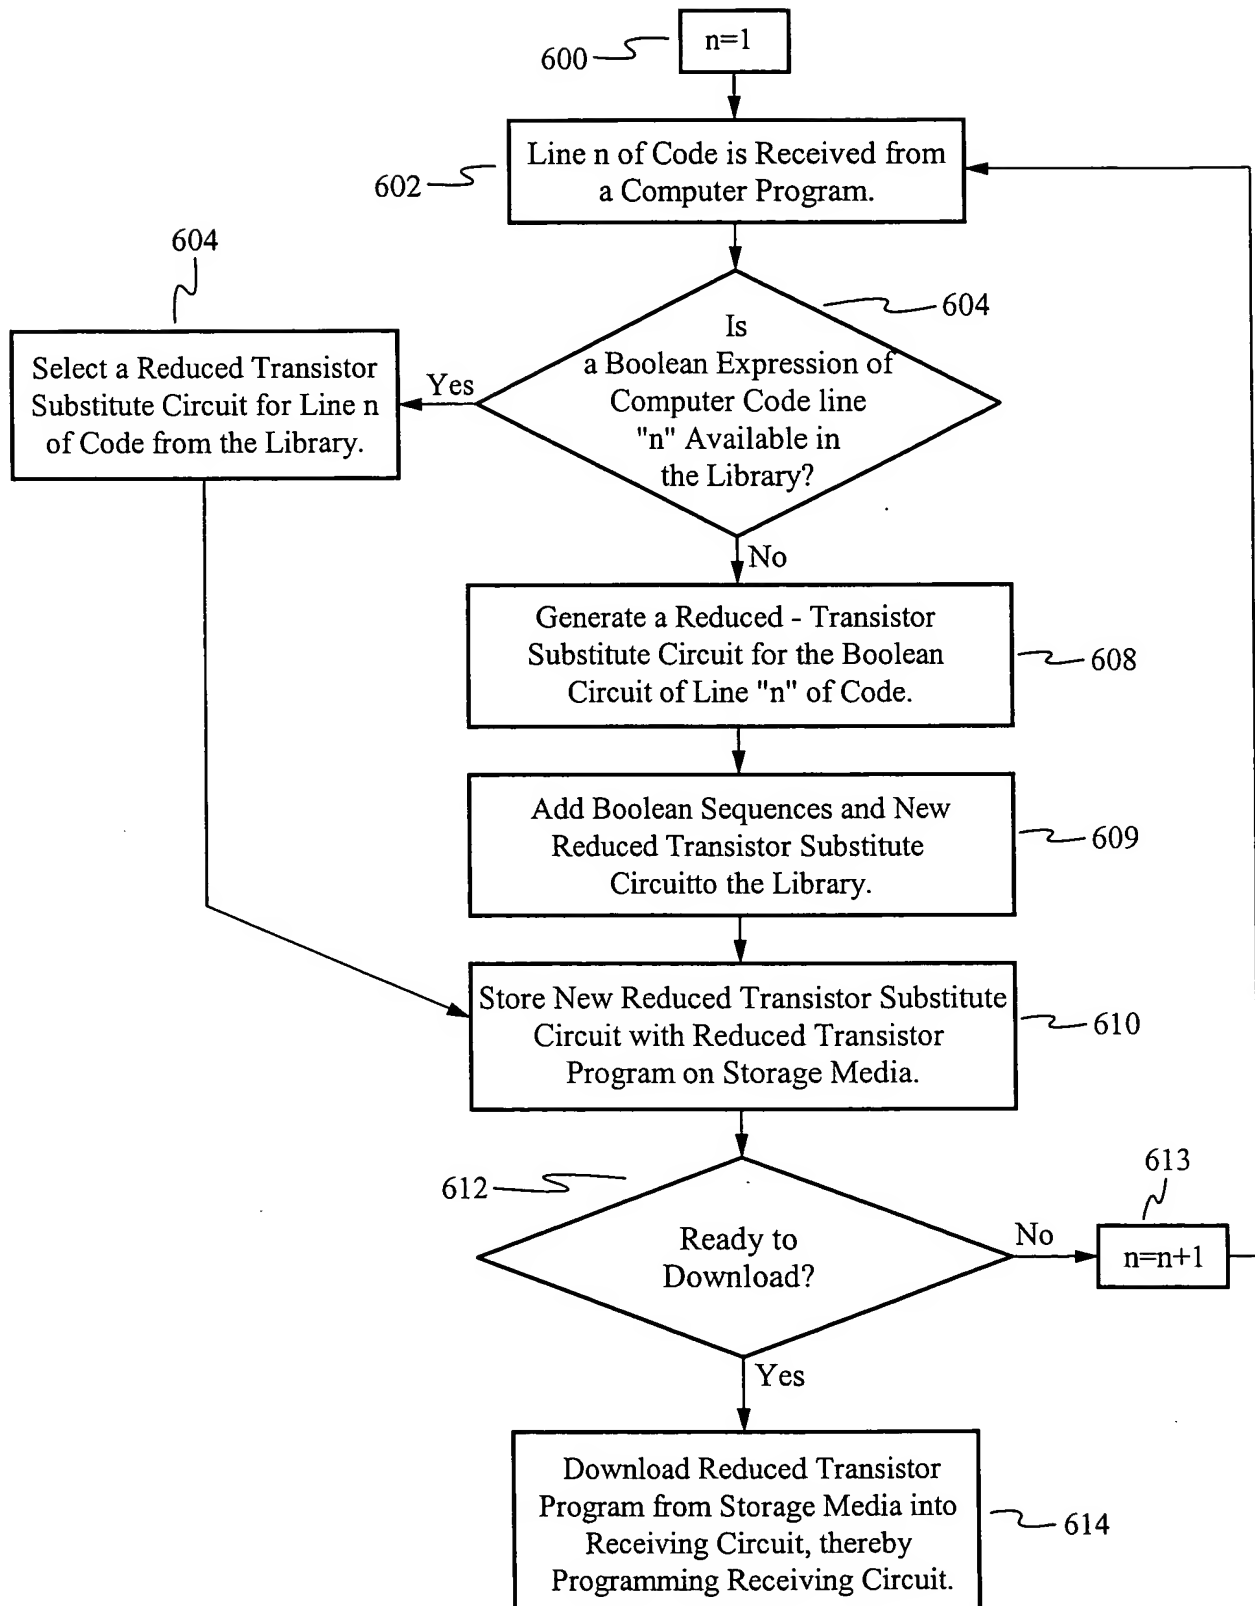 n=1
600
Line n of Code is Received from
a Computer Program.
602
604
604
Is
a Boolean Expression of
Computer Code line
"n" Available in
the Library?
Yes
Select a Reduced Transistor
Substitute Circuit for Line n
of Code from the Library.
No
Generate a Reduced - Transistor
Substitute Circuit for the Boolean
Circuit of Line "n" of Code.
608
Add Boolean Sequences and New
Reduced Transistor Substitute
Circuitto the Library.
609
Store New Reduced Transistor Substitute
Circuit with Reduced Transistor
Program on Storage Media.
610
612
613
Ready to
Download?
No
n=n+1
Yes
Download Reduced Transistor
Program from Storage Media into
Receiving Circuit, thereby
Programming Receiving Circuit.
614